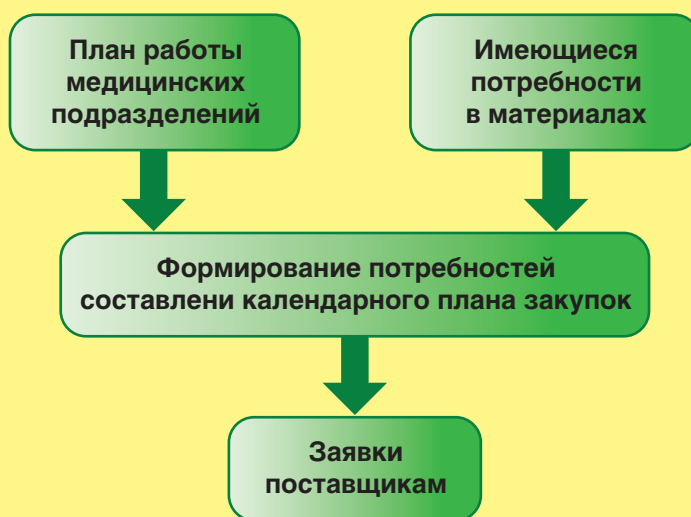 План работы
медицинских
подразделений
Имеющиеся
потребности
в материалах
Формирование потребностей
составлени календарного плана закупок
Заявки
поставщикам